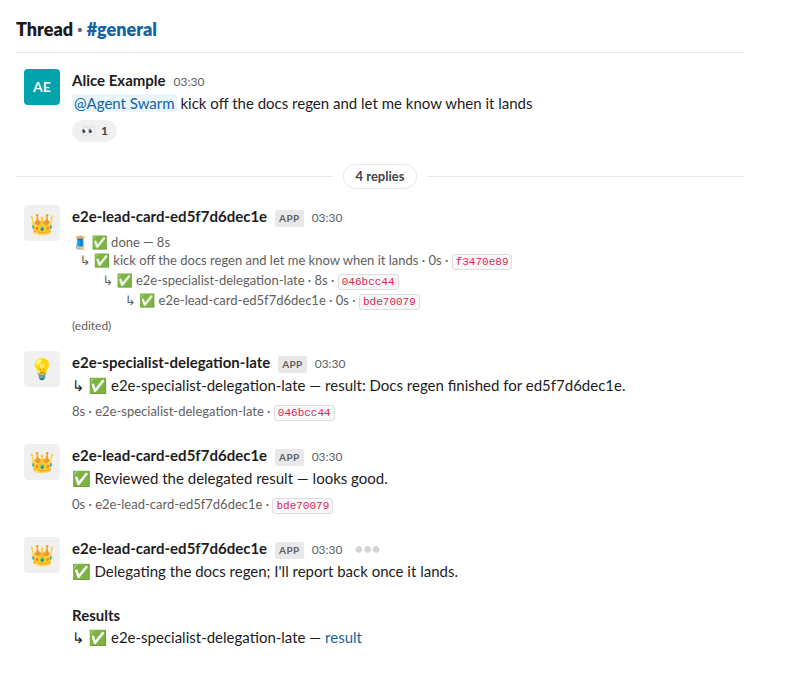 Thread • #general
AE
Alice Example 03:30
@Agent Swarm kick off the docs regen and let me know when it lands
👀 1
4 replies
e2e-lead-card-ed5f7d6dec1e APP 03:30
🧵 ✅ done — 8s
↳ ✅ kick off the docs regen and let me know when it lands · 0s · f3470e89
↳ ✅ e2e-specialist-delegation-late · 8s · 046bcc44
↳ ✅ e2e-lead-card-ed5f7d6dec1e · 0s · bde70079
(edited)
e2e-specialist-delegation-late APP 03:30
↳ ✅ e2e-specialist-delegation-late — result: Docs regen finished for ed5f7d6dec1e.
8s · e2e-specialist-delegation-late · 046bcc44
e2e-lead-card-ed5f7d6dec1e APP 03:30
✅ Reviewed the delegated result — looks good.
0s · e2e-lead-card-ed5f7d6dec1e · bde70079
e2e-lead-card-ed5f7d6dec1e APP 03:30
✅ Delegating the docs regen; I'll report back once it lands.
Results
↳ ✅ e2e-specialist-delegation-late — result